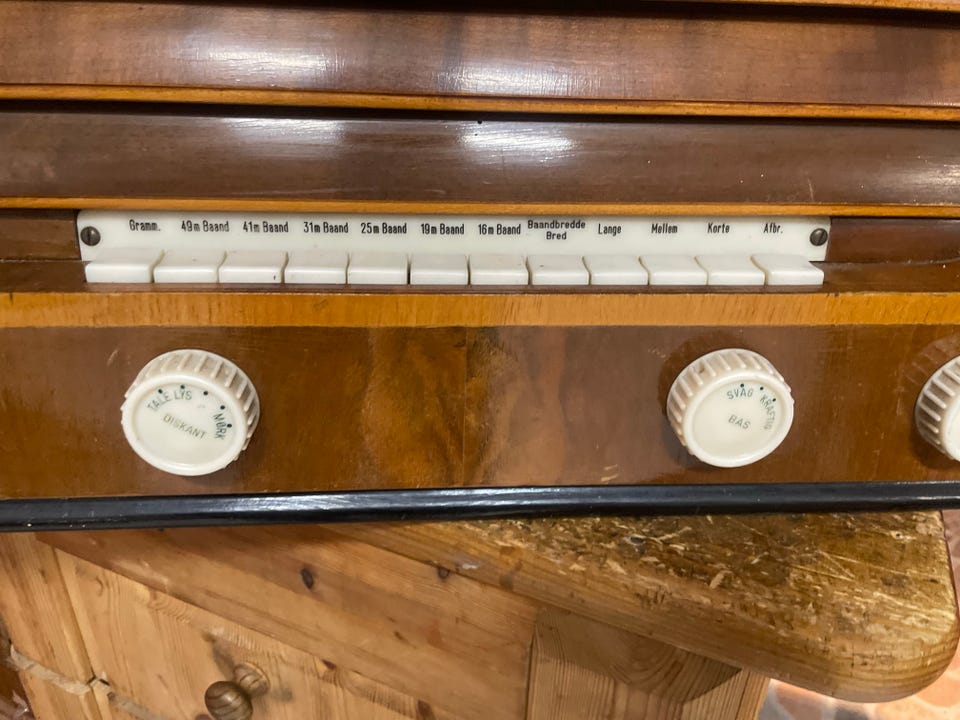 Gramm.
49m Baand
41m Baand
31m Baand
25m Baand
19m Baand
16m Baand
Baandbredde
Bred
Lange
Mellem
Korte
Afbr.
TALE LYS MØRK
DISKANT
SVAG KRAFTIG
BAS